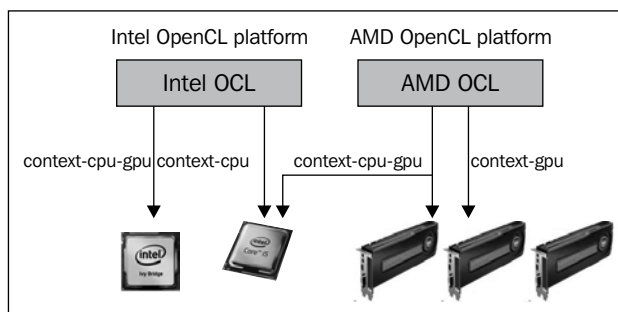 Intel OpenCL platform AMD OpenCL platform
Intel OCL AMD OCL
context-cpu-gpu context-cpu context-cpu-gpu context-gpu
intel
Ivy Bridge
intel
Core i5